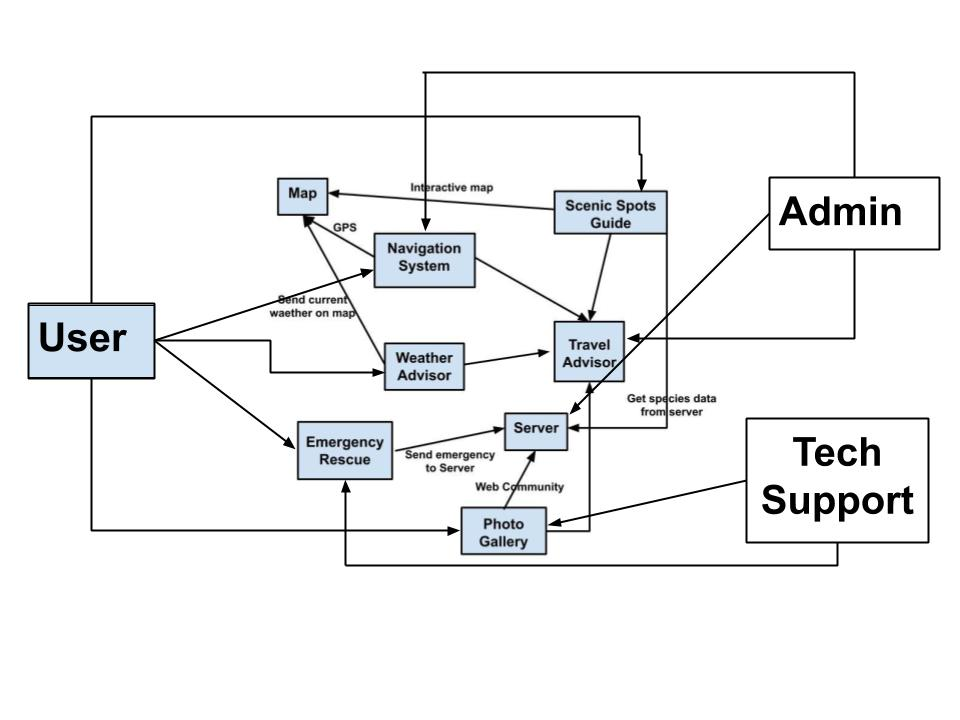 Interactive map
Map
Scenic Spots
Guide
Admin
GPS
Navigation
System
Send current
waether on map
User
Travel
Advisor
Weather
Advisor
Get species data
from server
Server
Emergency
Rescue
Send emergency
to Server
Tech
Support
Web Community
Photo
Gallery